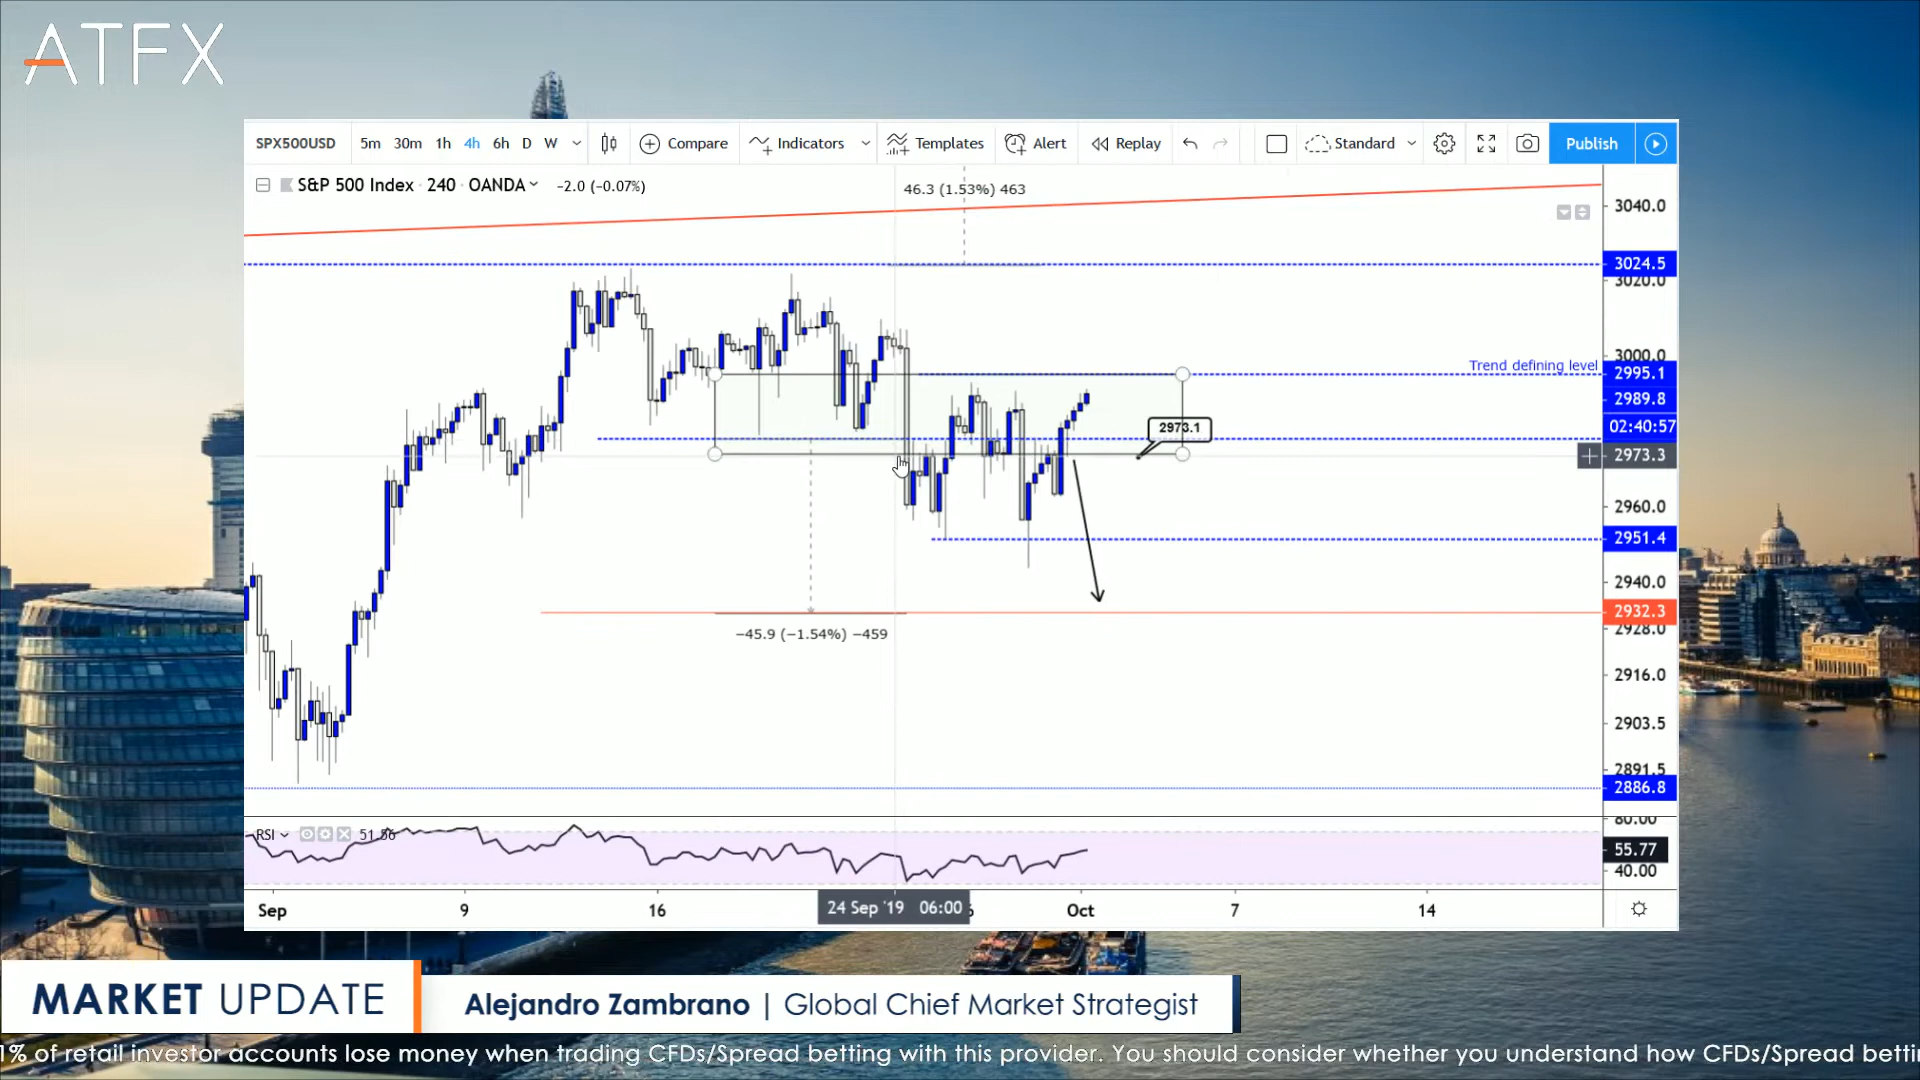 ATFX
SPX500USD 5m 30m 1h 4h 6h D W Compare Indicators Templates Alert Replay Standard Publish
S&P 500 Index · 240 · OANDA -2.0 (-0.07%)
46.3 (1.53%) 463
3040.0
3024.5
3020.0
3000.0
Trend defining level
2995.1
2989.8
02:40:57
2973.1
2973.3
2960.0
2951.4
2940.0
2932.3
2928.0
−45.9 (−1.54%) −459
2916.0
2903.5
2891.5
2886.8
80.00
RSI 51.56
55.77
40.00
Sep 9 16 24 Sep '19 06:00 Oct 7 14
MARKET UPDATE
Alejandro Zambrano | Global Chief Market Strategist
1% of retail investor accounts lose money when trading CFDs/Spread betting with this provider. You should consider whether you understand how CFDs/Spread betti